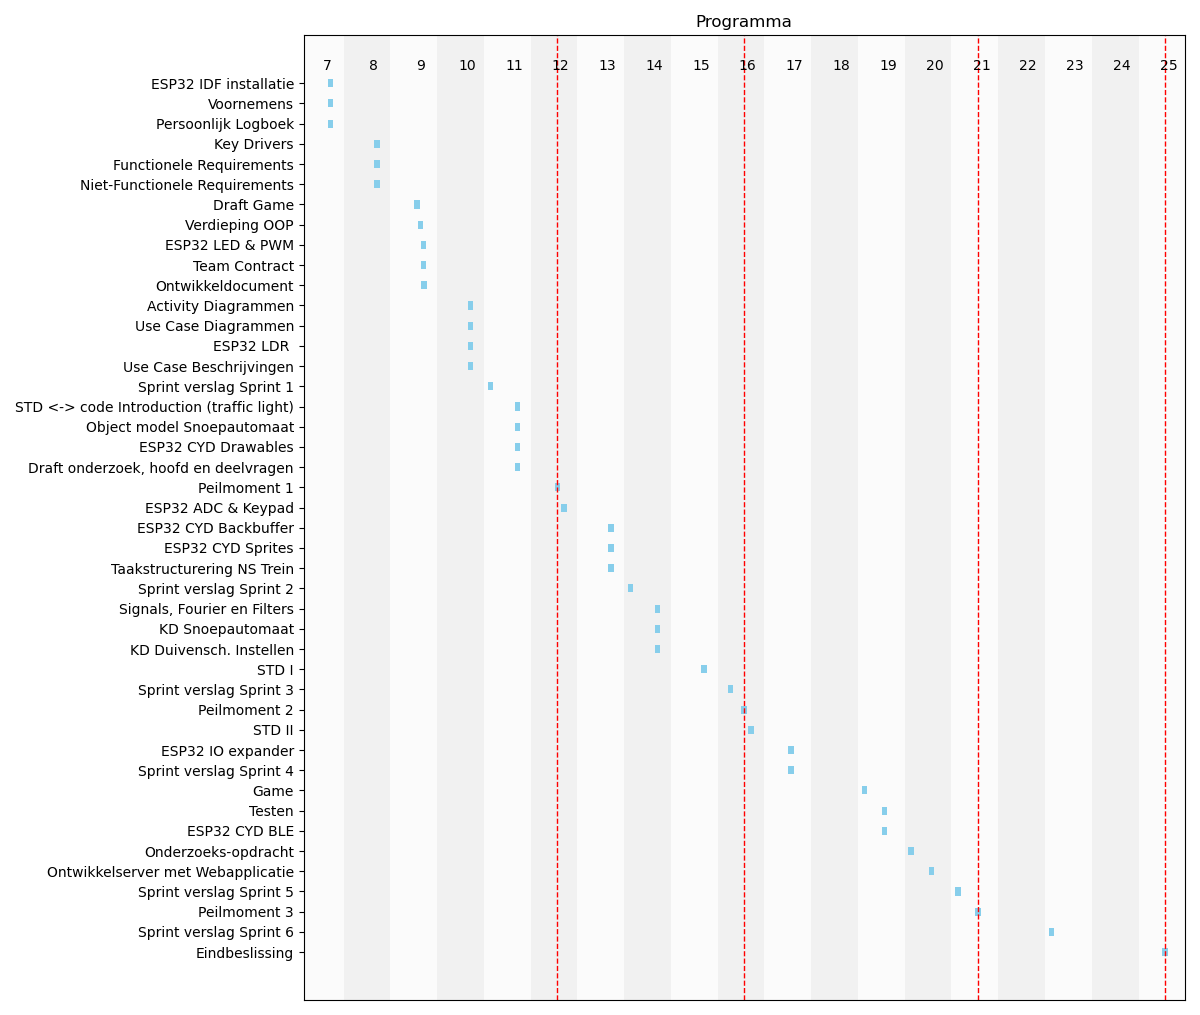 Programma
7 8 9 10 11 12 13 14 15 16 17 18 19 20 21 22 23 24 25
ESP32 IDF installatie
Voornemens
Persoonlijk Logboek
Key Drivers
Functionele Requirements
Niet-Functionele Requirements
Draft Game
Verdieping OOP
ESP32 LED & PWM
Team Contract
Ontwikkeldocument
Activity Diagrammen
Use Case Diagrammen
ESP32 LDR
Use Case Beschrijvingen
Sprint verslag Sprint 1
STD <-> code Introduction (traffic light)
Object model Snoepautomaat
ESP32 CYD Drawables
Draft onderzoek, hoofd en deelvragen
Peilmoment 1
ESP32 ADC & Keypad
ESP32 CYD Backbuffer
ESP32 CYD Sprites
Taakstructurering NS Trein
Sprint verslag Sprint 2
Signals, Fourier en Filters
KD Snoepautomaat
KD Duivensch. Instellen
STD I
Sprint verslag Sprint 3
Peilmoment 2
STD II
ESP32 IO expander
Sprint verslag Sprint 4
Game
Testen
ESP32 CYD BLE
Onderzoeks-opdracht
Ontwikkelserver met Webapplicatie
Sprint verslag Sprint 5
Peilmoment 3
Sprint verslag Sprint 6
Eindbeslissing